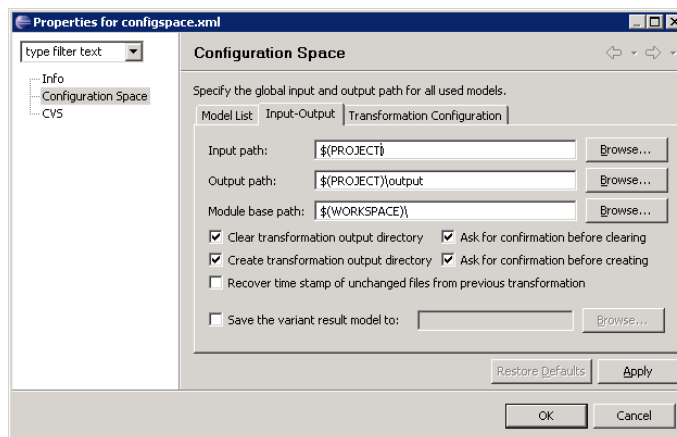 Properties for configspace.xml
type filter text
Configuration Space
Info
Configuration Space
CVS
Specify the global input and output path for all used models.
Model List Input-Output Transformation Configuration
Input path: $(PROJECT) Browse...
Output path: $(PROJECT)\output Browse...
Module base path: $(WORKSPACE)\ Browse...
Clear transformation output directory Ask for confirmation before clearing
Create transformation output directory Ask for confirmation before creating
Recover time stamp of unchanged files from previous transformation
Save the variant result model to: Browse...
Restore Defaults Apply
OK Cancel